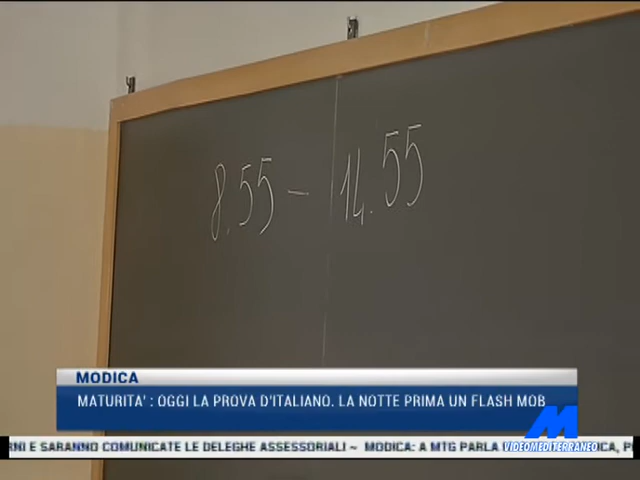 8.55 – 14.55
MODICA
MATURITA' : OGGI LA PROVA D'ITALIANO. LA NOTTE PRIMA UN FLASH MOB
M
VIDEOMEDITERRANEO
E SARANNO COMUNICATE LE DELEGHE ASSESSORIALI ~ MODICA: A MTG PARLA